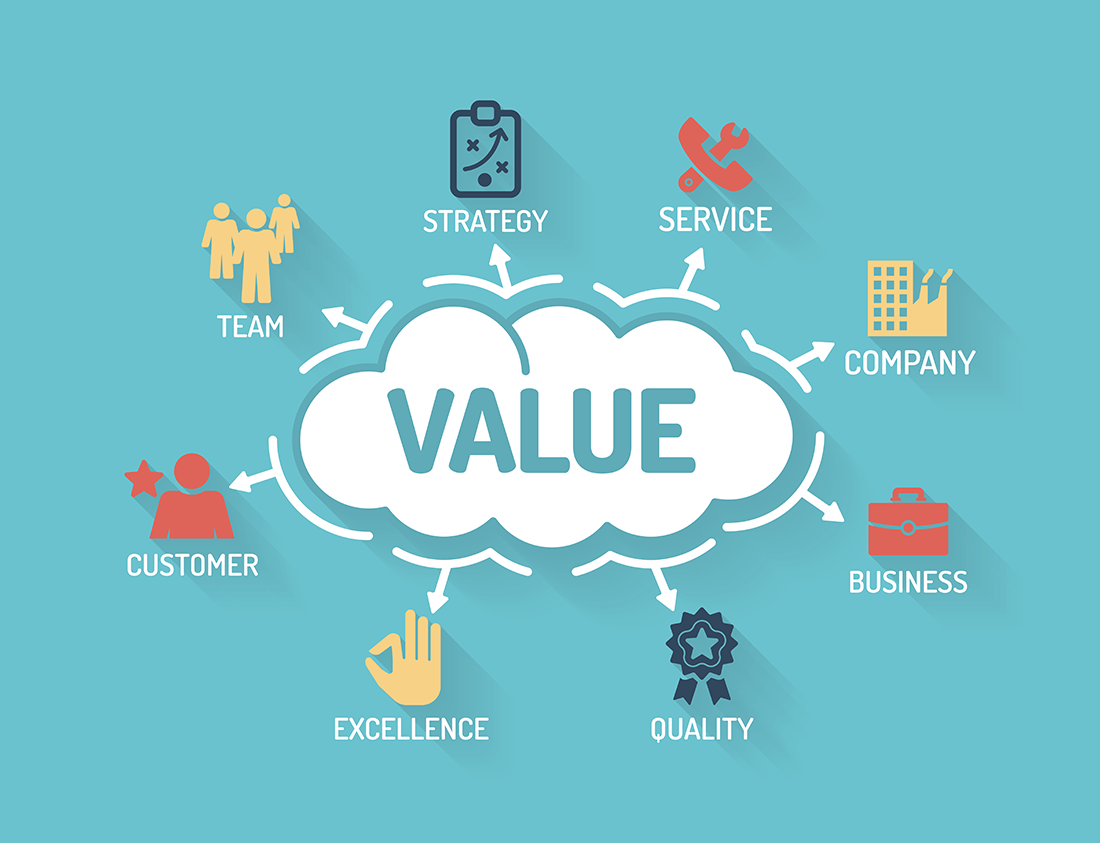 STRATEGY
SERVICE
TEAM
COMPANY
VALUE
CUSTOMER
BUSINESS
EXCELLENCE
QUALITY